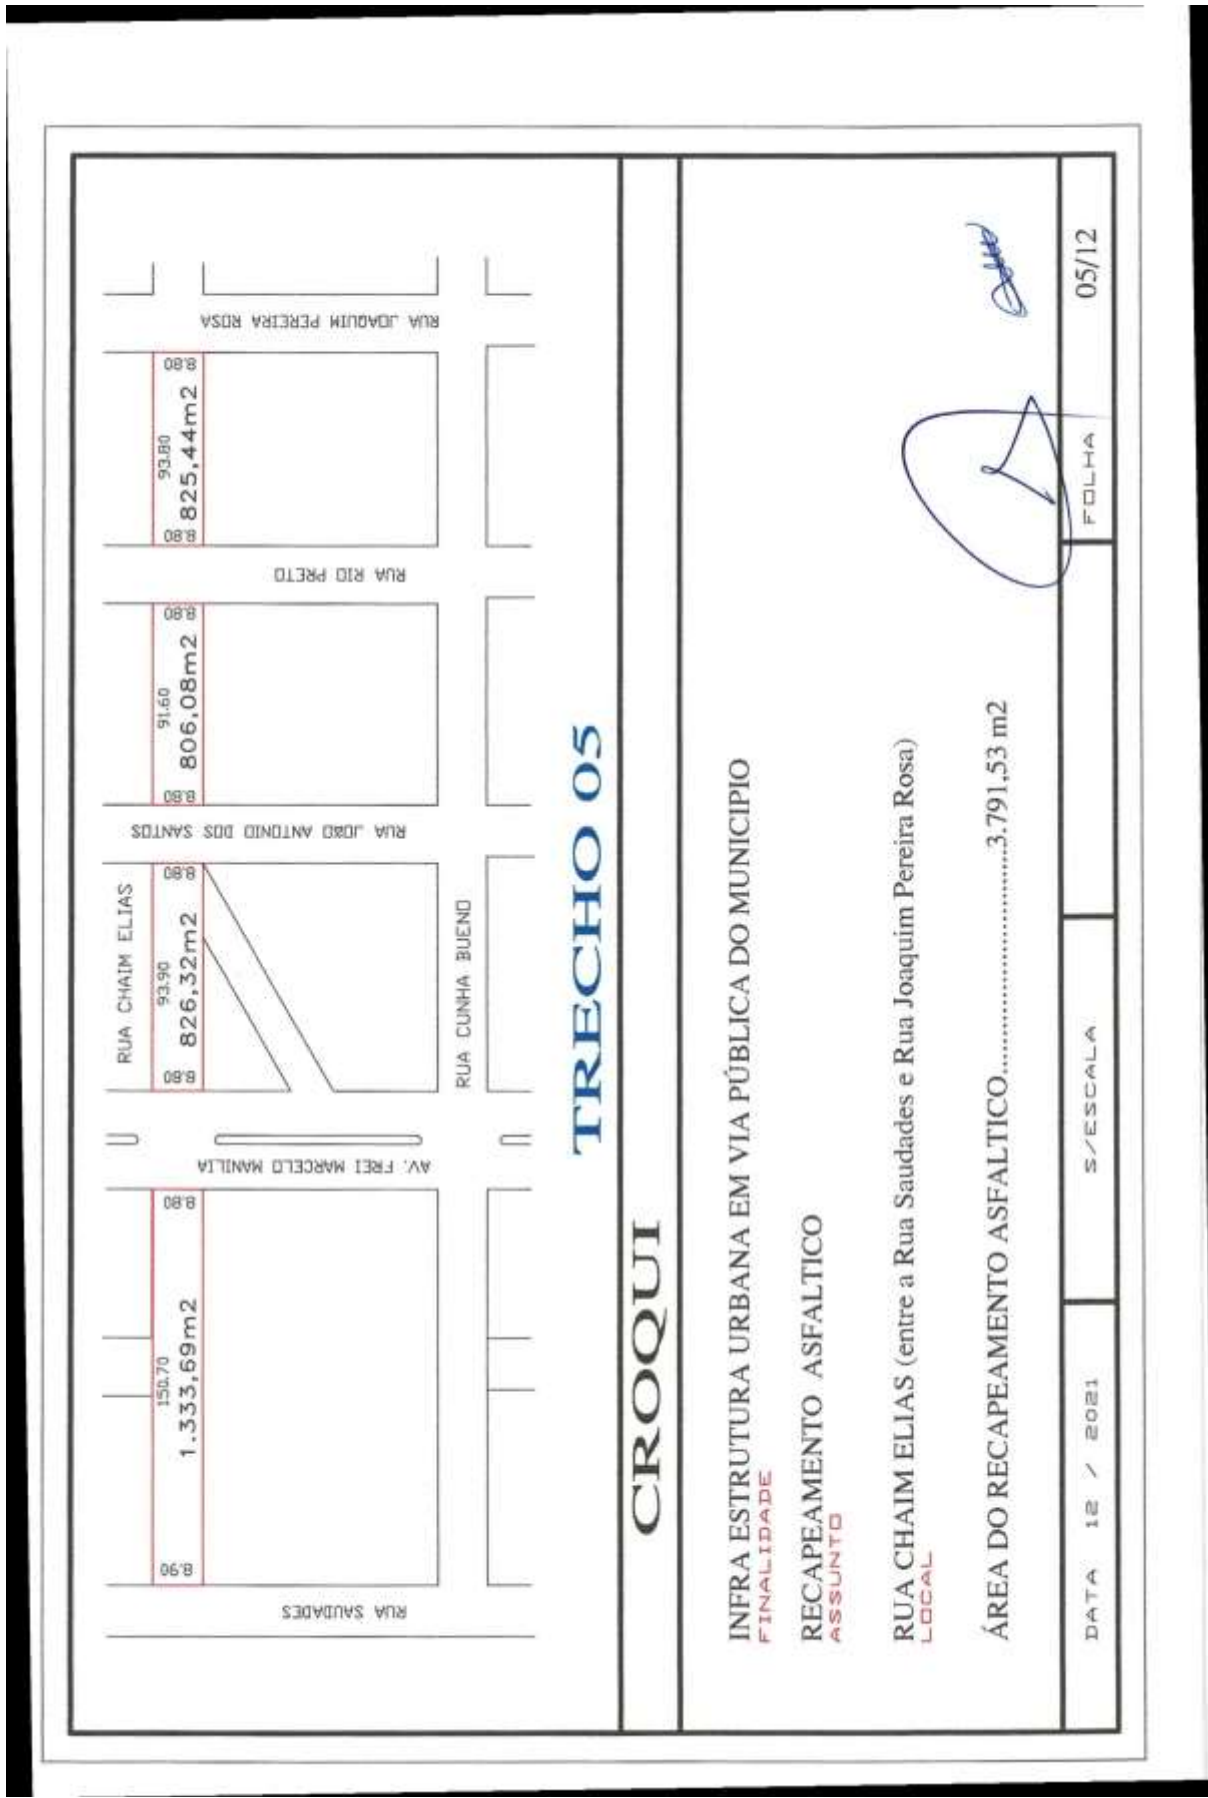 RUA CHAIM ELIAS
8.90
150.70
1.333,69m2
8.80
8.80
93.90
826,32m2
8.80
8.80
91.60
806,08m2
8.80
8.80
93.80
825,44m2
8.80
RUA SAUDADES
AV. FREI MARCELO MANILIA
RUA JOAO ANTONIO DOS SANTOS
RUA RIO PRETO
RUA JOAQUIM PEREIRA ROSA
RUA CUNHA BUENO
TRECHO 05
CROQUI
INFRA ESTRUTURA URBANA EM VIA PÚBLICA DO MUNICIPIO
FINALIDADE
RECAPEAMENTO ASFALTICO
ASSUNTO
RUA CHAIM ELIAS (entre a Rua Saudades e Rua Joaquim Pereira Rosa)
LOCAL
ÁREA DO RECAPEAMENTO ASFALTICO........................................3.791,53 m2
DATA 12 / 2021
S/ESCALA
FOLHA 05/12